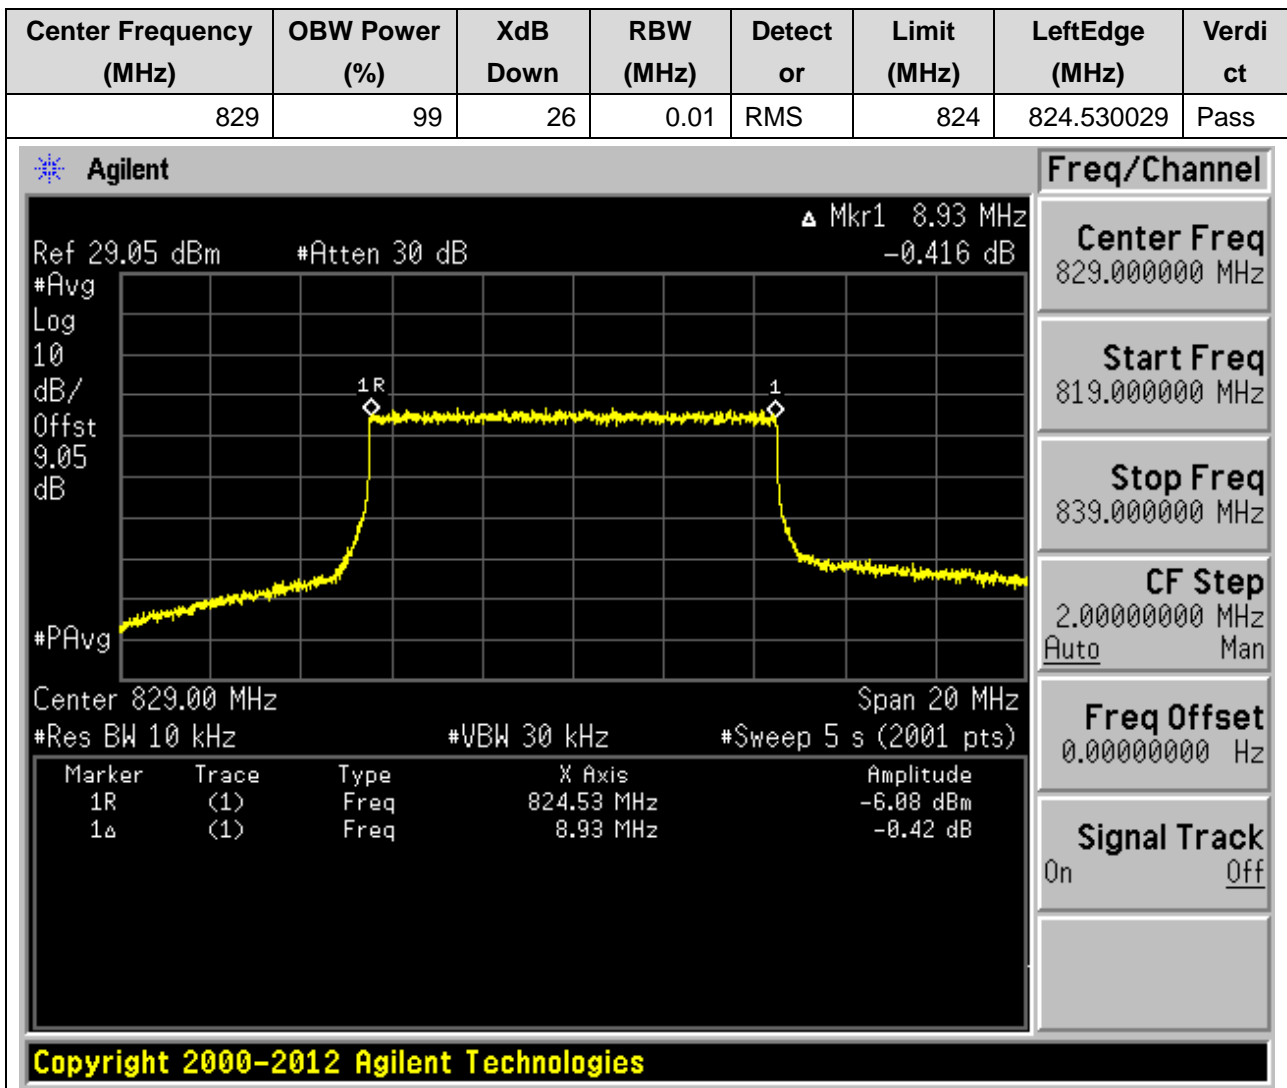 Center Frequency (MHz) OBW Power (%) XdB Down RBW (MHz) Detect or Limit (MHz) LeftEdge (MHz) Verdi ct
829 99 26 0.01 RMS 824 824.530029 Pass
Agilent
Freq/Channel
Δ Mkr1 8.93 MHz
Ref 29.05 dBm #Atten 30 dB -0.416 dB
#Avg
Log
10
dB/
Offst
9.05
dB
1R
1
#PAvg
Center 829.00 MHz Span 20 MHz
#Res BW 10 kHz #VBW 30 kHz #Sweep 5 s (2001 pts)
Marker Trace Type X Axis Amplitude
1R (1) Freq 824.53 MHz -6.08 dBm
1Δ (1) Freq 8.93 MHz -0.42 dB
Center Freq
829.000000 MHz
Start Freq
819.000000 MHz
Stop Freq
839.000000 MHz
CF Step
2.00000000 MHz
Auto Man
Freq Offset
0.00000000 Hz
Signal Track
On Off
Copyright 2000-2012 Agilent Technologies